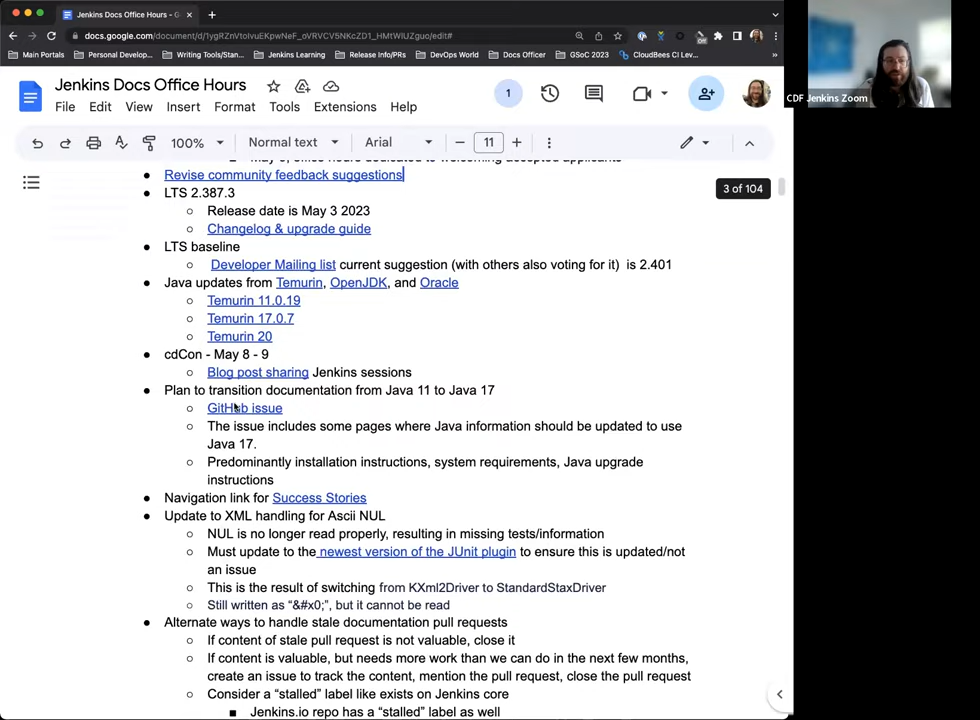 Jenkins Docs Office Hours - G
docs.google.com/document/d/1ygRZnVtoIvuEKpwNeF_oVRVCV5NKcZD1_HMtWlUZguo/edit#
Main Portals
Personal Develop...
Writing Tools/Stan...
Jenkins Learning
Release Info/PRs
DevOps World
Docs Officer
GSoC 2023
CloudBees CI Lev...
CDF Jenkins Zoom
Jenkins Docs Office Hours
File Edit View Insert Format Tools Extensions Help
1
100% Normal text Arial 11
May 8, office hours dedicated to welcoming accepted applicants
Revise community feedback suggestions
3 of 104
LTS 2.387.3
Release date is May 3 2023
Changelog & upgrade guide
LTS baseline
Developer Mailing list current suggestion (with others also voting for it) is 2.401
Java updates from Temurin, OpenJDK, and Oracle
Temurin 11.0.19
Temurin 17.0.7
Temurin 20
cdCon - May 8 - 9
Blog post sharing Jenkins sessions
Plan to transition documentation from Java 11 to Java 17
GitHub issue
The issue includes some pages where Java information should be updated to use
Java 17.
Predominantly installation instructions, system requirements, Java upgrade
instructions
Navigation link for Success Stories
Update to XML handling for Ascii NUL
NUL is no longer read properly, resulting in missing tests/information
Must update to the newest version of the JUnit plugin to ensure this is updated/not
an issue
This is the result of switching from KXml2Driver to StandardStaxDriver
Still written as “&#x0;”, but it cannot be read
Alternate ways to handle stale documentation pull requests
If content of stale pull request is not valuable, close it
If content is valuable, but needs more work than we can do in the next few months,
create an issue to track the content, mention the pull request, close the pull request
Consider a “stalled” label like exists on Jenkins core
Jenkins.io repo has a “stalled” label as well